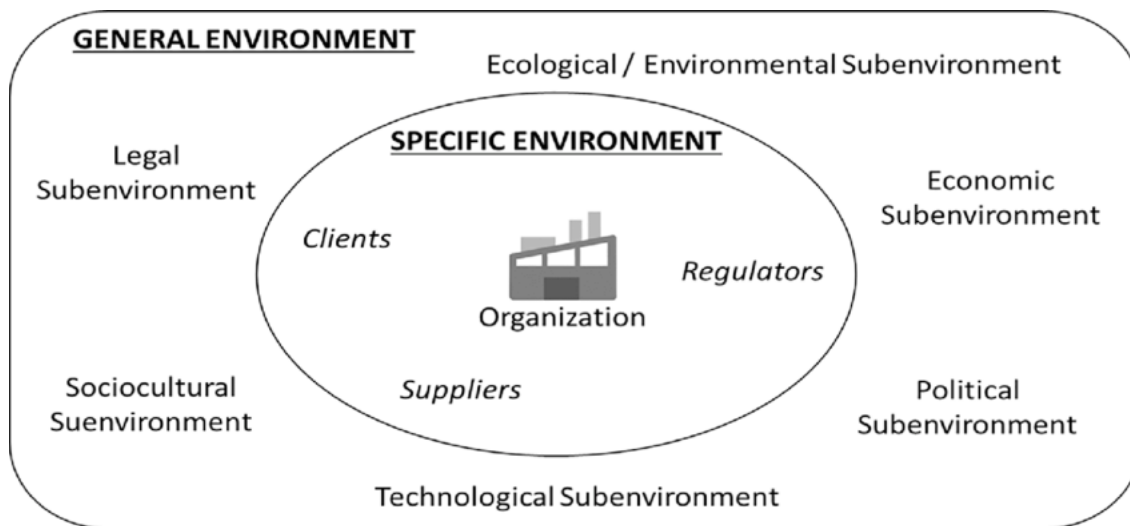 GENERAL ENVIRONMENT
Ecological / Environmental Subenvironment
SPECIFIC ENVIRONMENT
Legal
Subenvironment
Economic
Subenvironment
Clients
Regulators
Organization
Suppliers
Sociocultural
Suenvironment
Political
Subenvironment
Technological Subenvironment